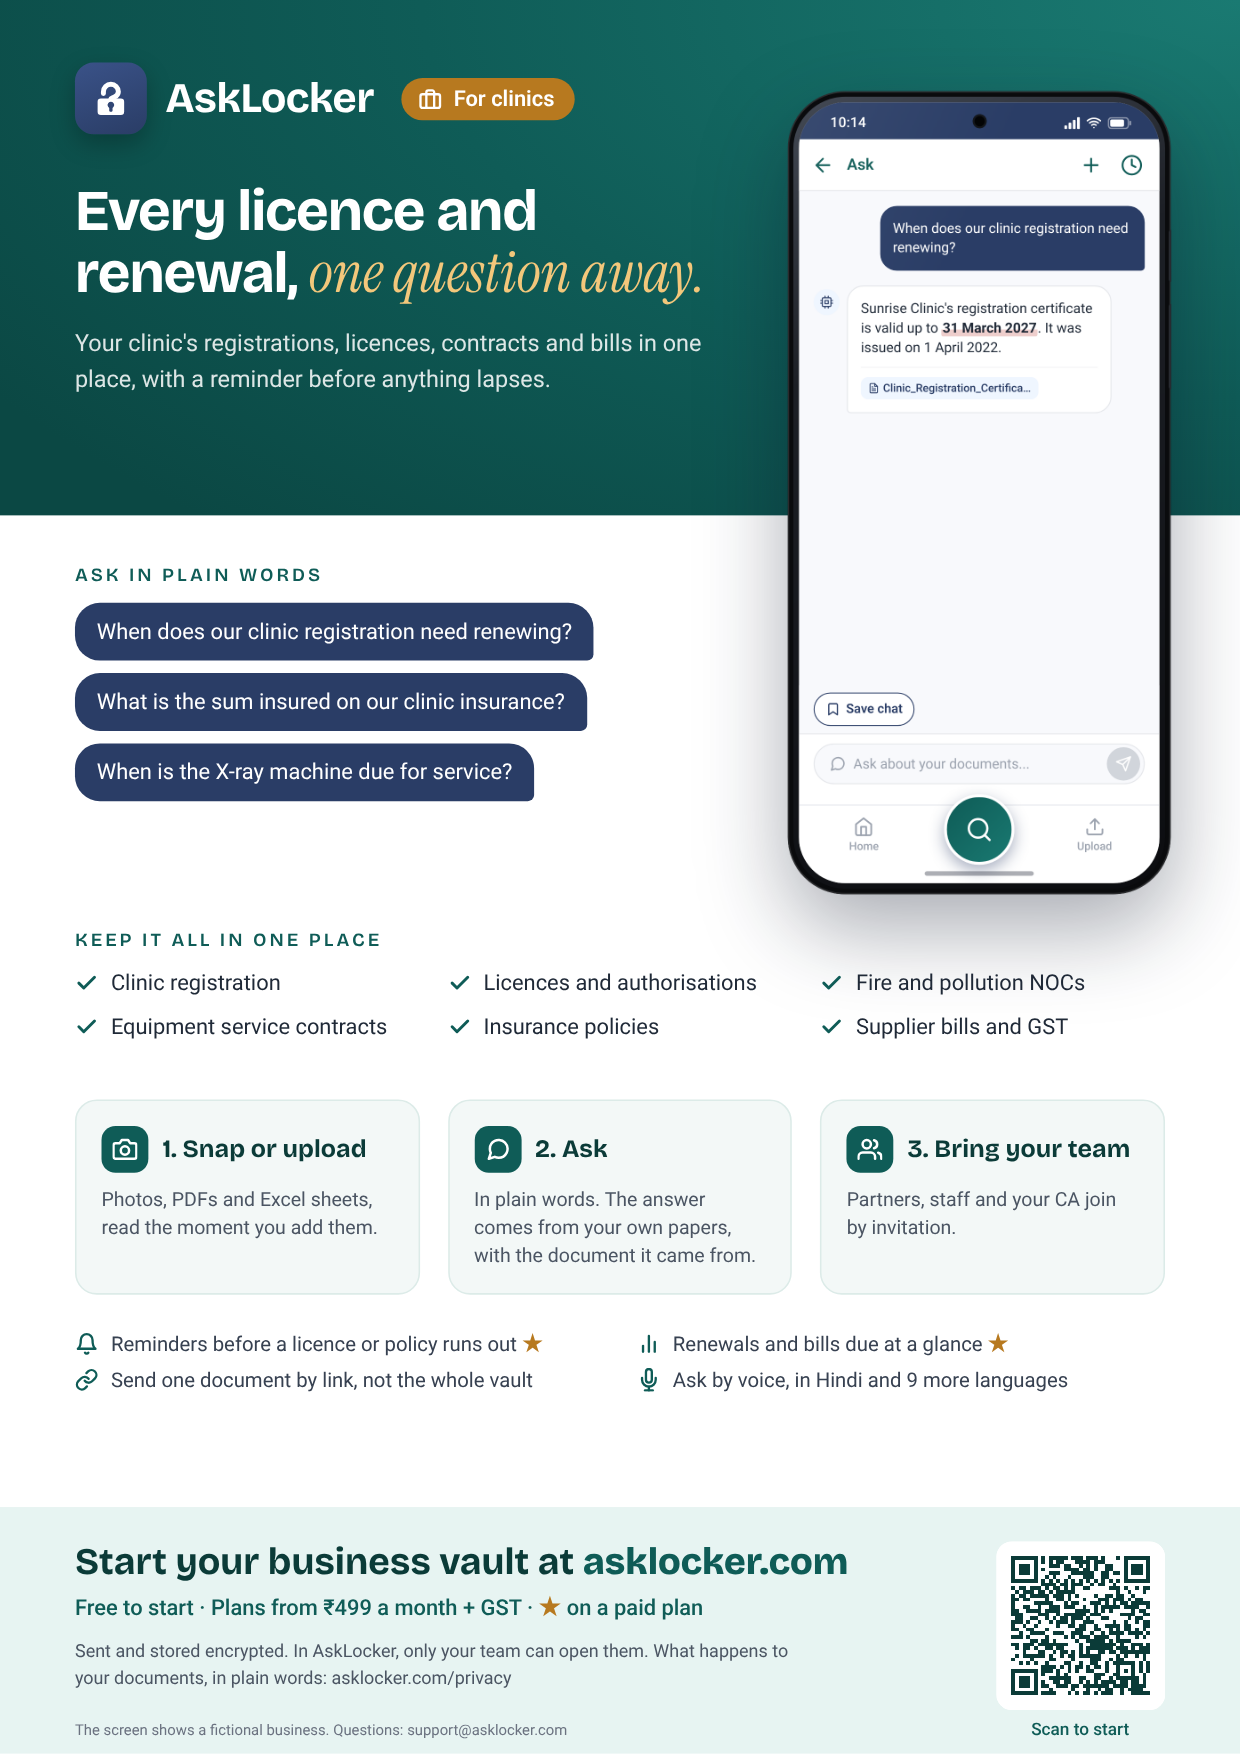 AskLocker
For clinics
Every licence and
renewal, one question away.
Your clinic's registrations, licences, contracts and bills in one
place, with a reminder before anything lapses.
10:14
Ask
When does our clinic registration need
renewing?
Sunrise Clinic's registration certificate
is valid up to 31 March 2027. It was
issued on 1 April 2022.
Clinic_Registration_Certifica...
Save chat
Ask about your documents...
Home
Upload
ASK IN PLAIN WORDS
When does our clinic registration need renewing?
What is the sum insured on our clinic insurance?
When is the X-ray machine due for service?
KEEP IT ALL IN ONE PLACE
Clinic registration
Licences and authorisations
Fire and pollution NOCs
Equipment service contracts
Insurance policies
Supplier bills and GST
1. Snap or upload
Photos, PDFs and Excel sheets,
read the moment you add them.
2. Ask
In plain words. The answer
comes from your own papers,
with the document it came from.
3. Bring your team
Partners, staff and your CA join
by invitation.
Reminders before a licence or policy runs out ★
Renewals and bills due at a glance ★
Send one document by link, not the whole vault
Ask by voice, in Hindi and 9 more languages
Start your business vault at asklocker.com
Free to start · Plans from ₹499 a month + GST · ★ on a paid plan
Sent and stored encrypted. In AskLocker, only your team can open them. What happens to
your documents, in plain words: asklocker.com/privacy
The screen shows a fictional business. Questions: support@asklocker.com
Scan to start